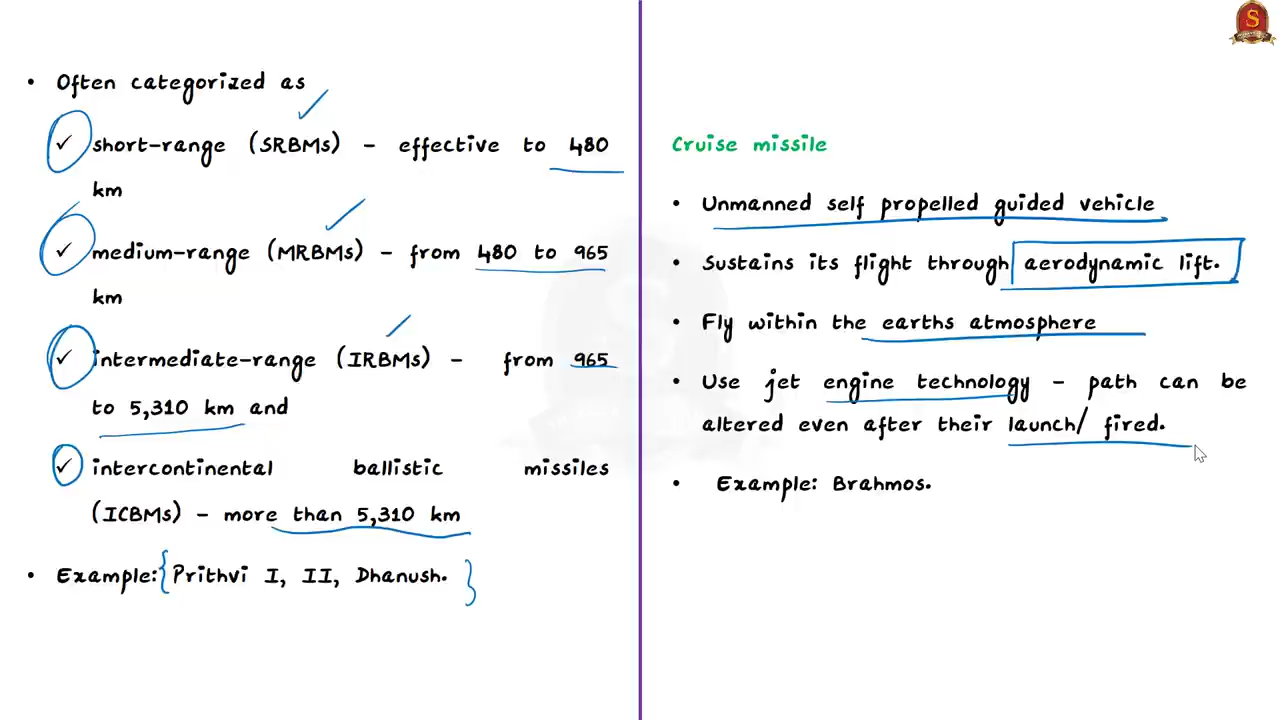 • Often categorized as
✓ short-range (SRBMs) - effective to 480
km
✓ medium-range (MRBMs) - from 480 to 965
km
✓ intermediate-range (IRBMs) - from 965
to 5,310 km and
✓ intercontinental ballistic missiles
(ICBMs) - more than 5,310 km
• Example: {Prithvi I, II, Dhanush. }
Cruise missile
• Unmanned self propelled guided vehicle
• Sustains its flight through aerodynamic lift.
• Fly within the earths atmosphere
• Use jet engine technology - path can be
altered even after their launch/ fired.
• Example: Brahmos.